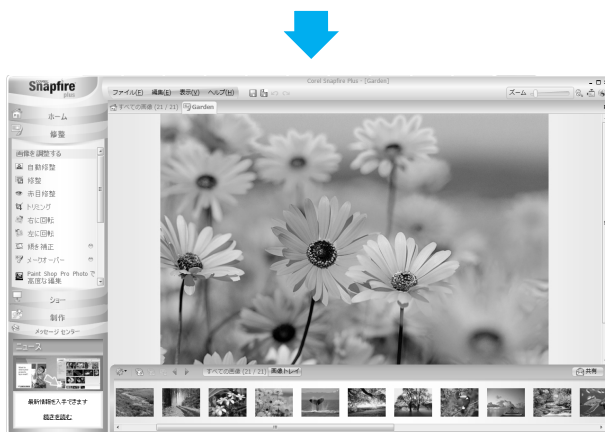 Corel Snapfire Plus - [Garden]
Snapfire
plus
ファイル(F) 編集(E) 表示(V) ヘルプ(H)
ズーム
すべての画像 (21 / 21) Garden
ホーム
修整
画像を調整する
自動修整
修整
赤目修整
トリミング
右に回転
左に回転
傾き補正
メークオーバー
Paint Shop Pro Photo で
高度な編集
ショー
制作
メッセージ センター
ニュース
最新情報を入手できます
続きを読む
すべての画像 (21 / 21) 画像トレイ
共有